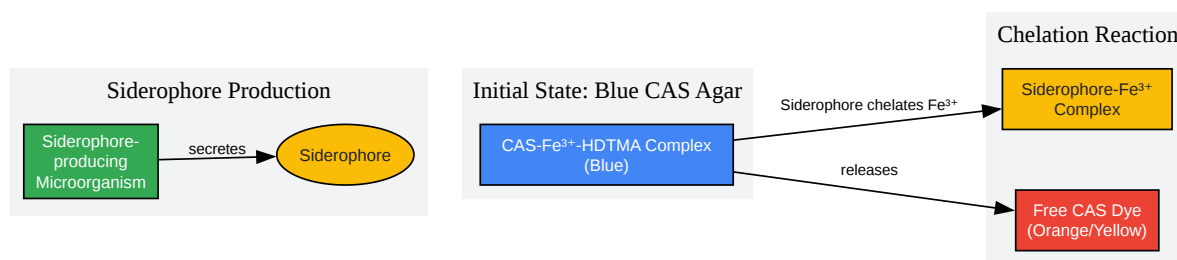 Siderophore Production
Siderophore-
producing
Microorganism
secretes
Siderophore
Initial State: Blue CAS Agar
CAS-Fe³⁺-HDTMA Complex
(Blue)
Siderophore chelates Fe³⁺
releases
Chelation Reaction
Siderophore-Fe³⁺
Complex
Free CAS Dye
(Orange/Yellow)